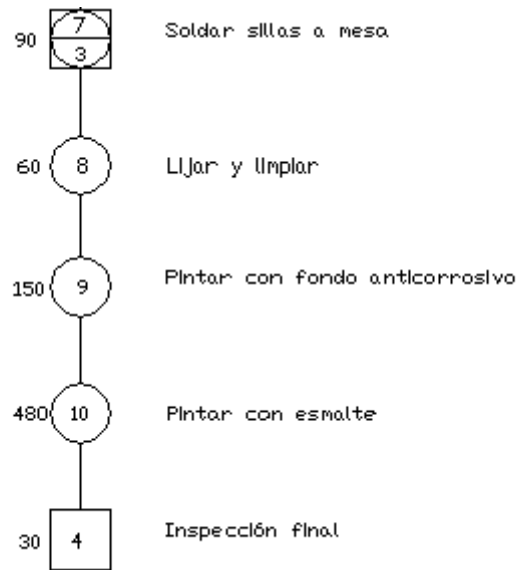 7
90 Soldar sillas a mesa
3
60 8 Lijar y limpiar
150 9 Pintar con fondo anticorrosivo
480 10 Pintar con esmalte
30 4 Inspección final